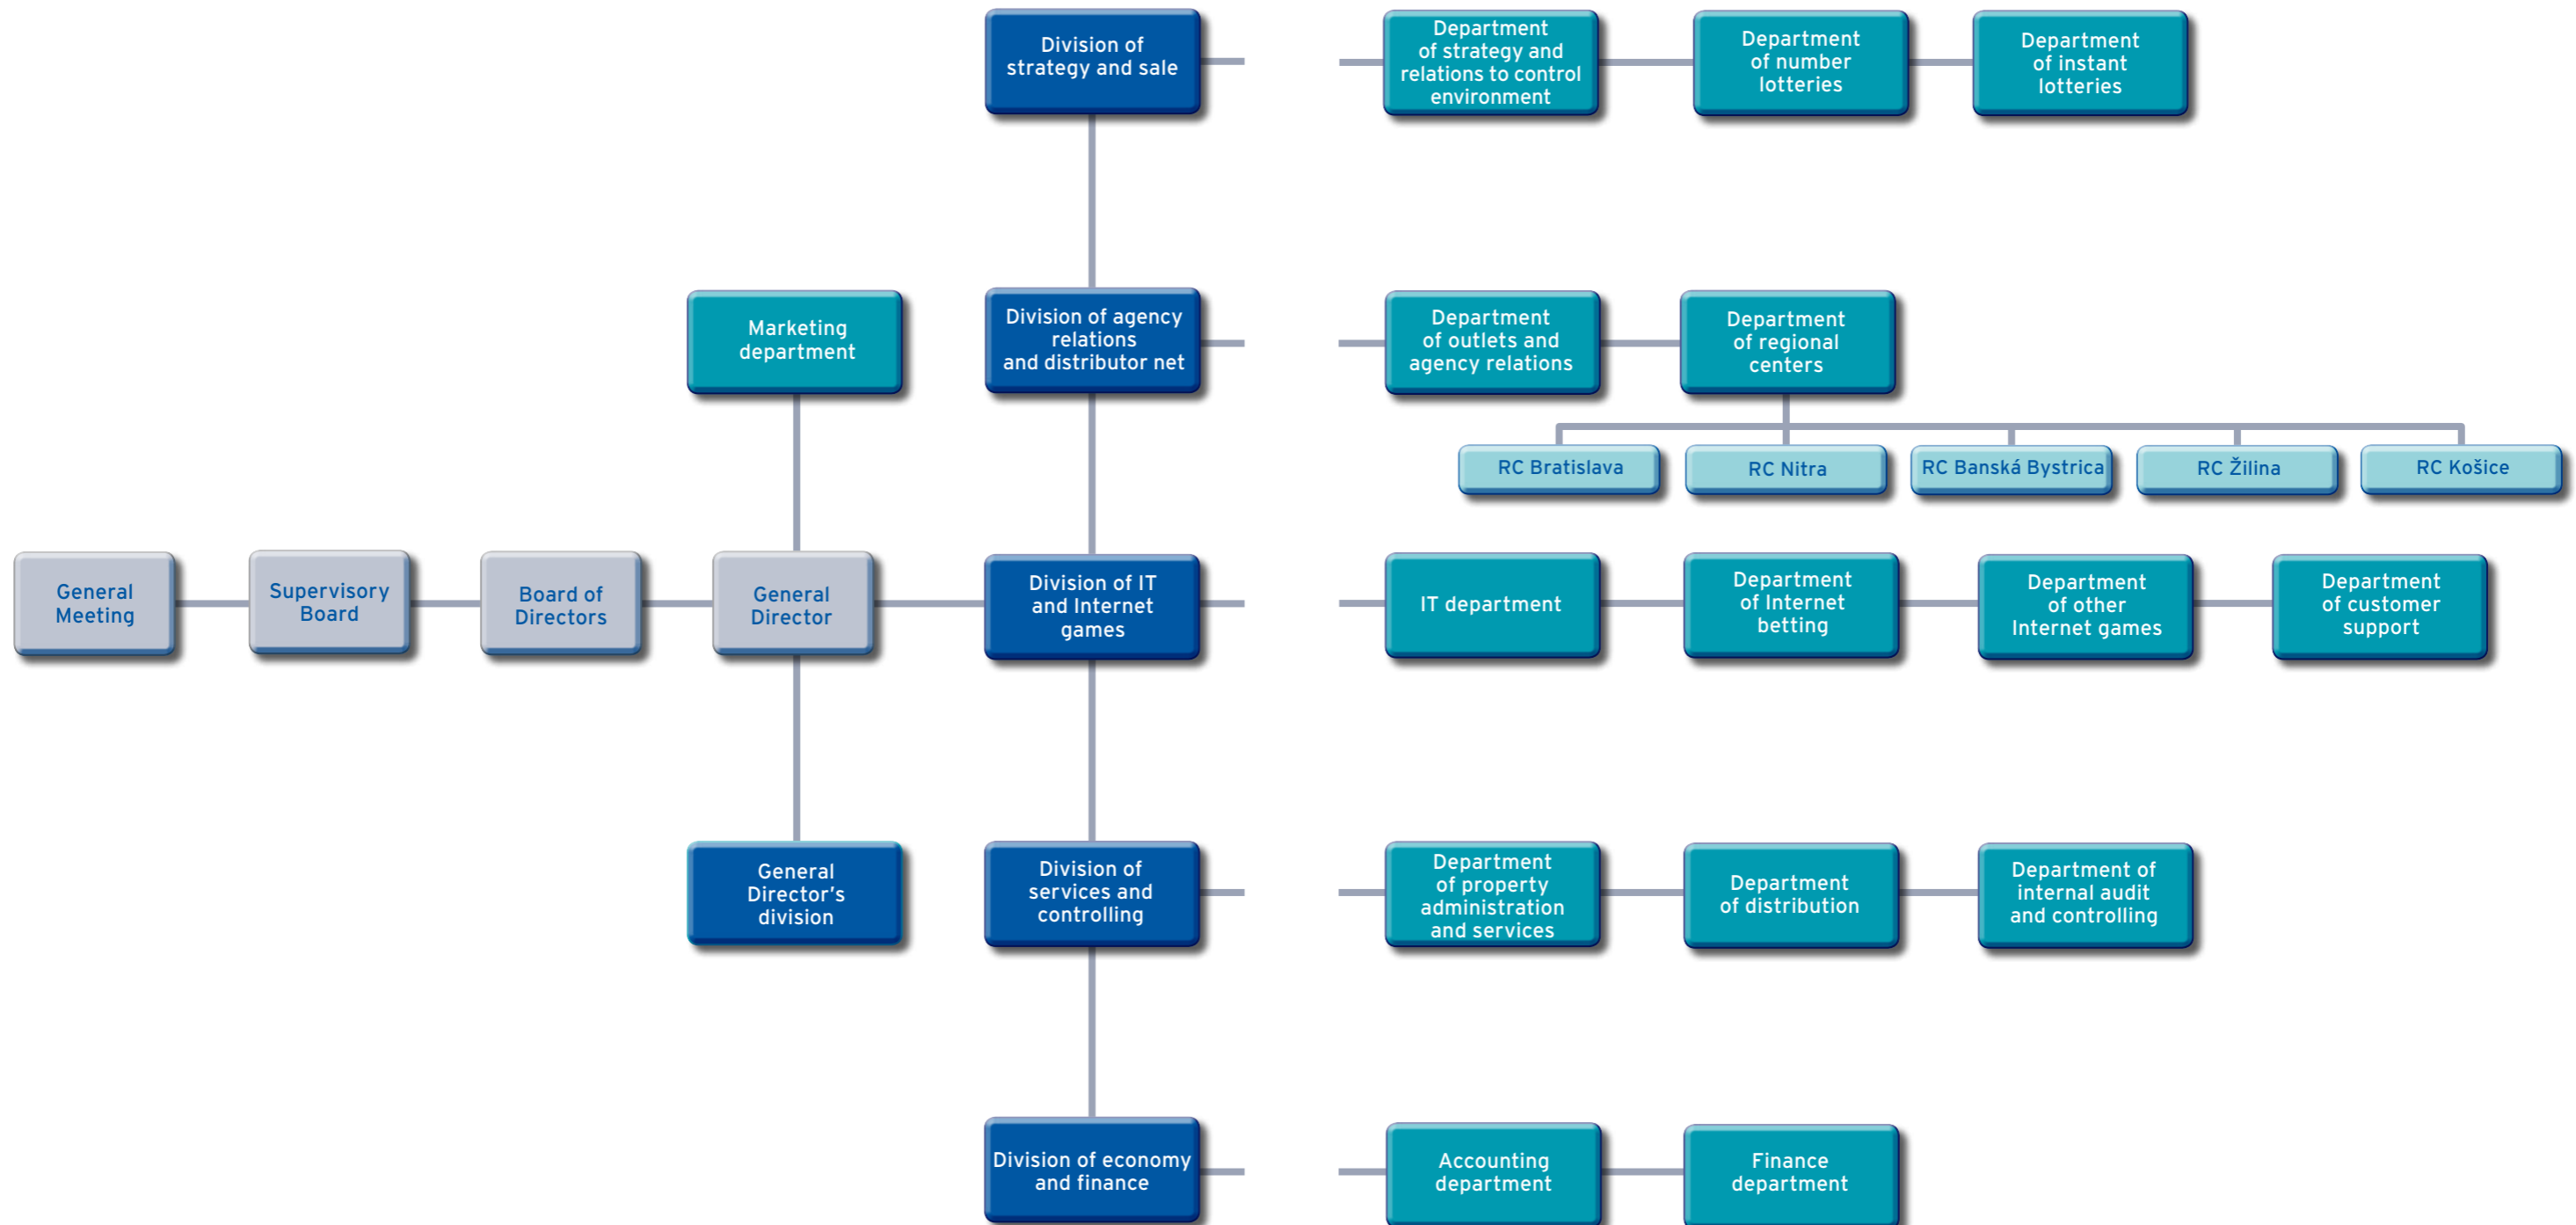 Division of
strategy and sale
Department
of strategy and
relations to control
environment
Department
of number
lotteries
Department
of instant
lotteries
Marketing
department
Division of agency
relations
and distributor net
Department
of outlets and
agency relations
Department
of regional
centers
RC Bratislava
RC Nitra
RC Banská Bystrica
RC Žilina
RC Košice
General
Meeting
Supervisory
Board
Board of
Directors
General
Director
Division of IT
and Internet
games
IT department
Department
of Internet
betting
Department
of other
Internet games
Department
of customer
support
General
Director's
division
Division of
services and
controlling
Department
of property
administration
and services
Department
of distribution
Department of
internal audit
and controlling
Division of economy
and finance
Accounting
department
Finance
department